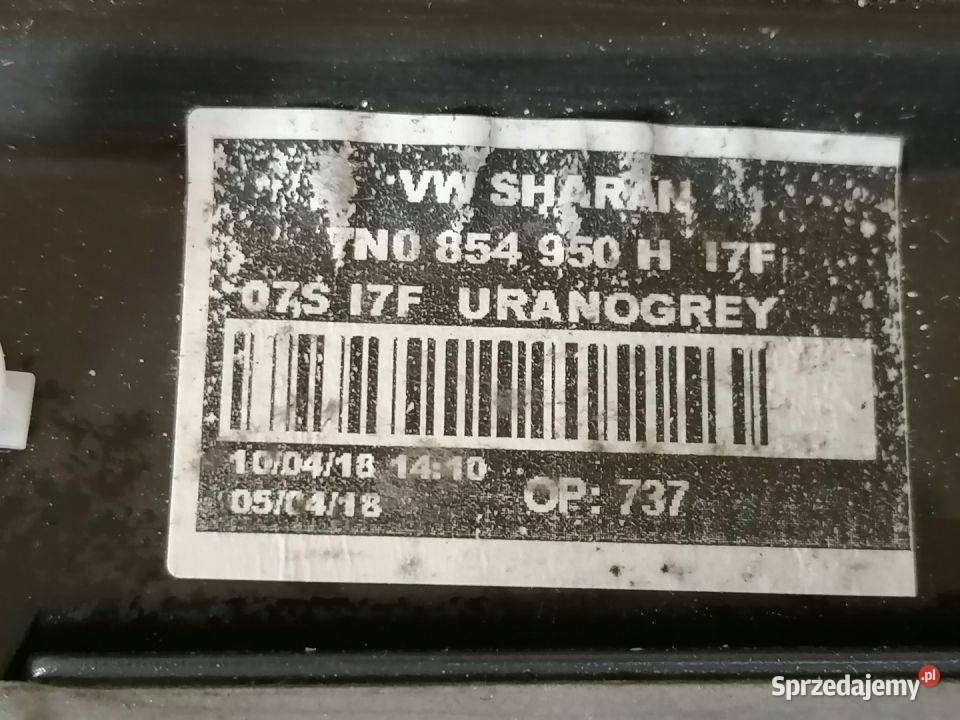 VW SHARAN
7N0 854 950 H I7F
07S I7F URANOGREY
10/04/18 14:10
05/04/18 OP: 737
Sprzedajemy.pl